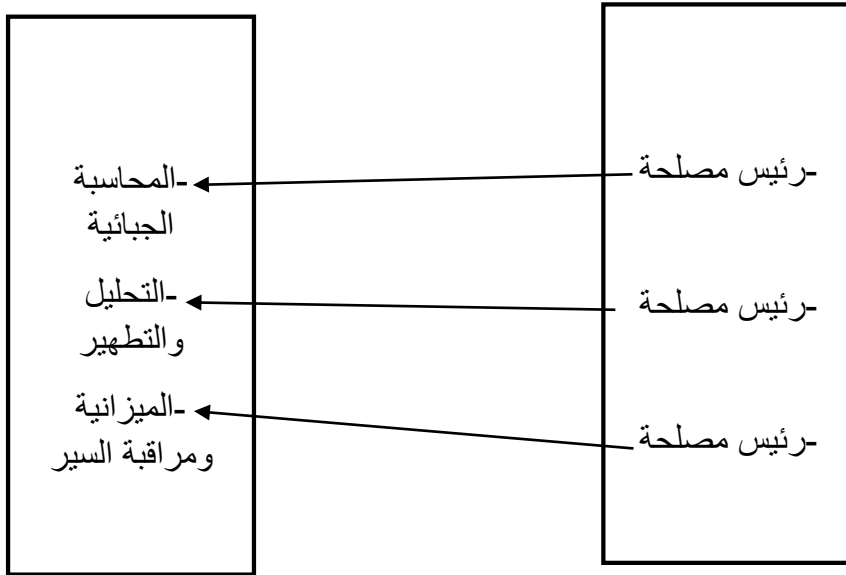 -رئيس مصلحة
-رئيس مصلحة
-رئيس مصلحة
-المحاسبة
الجبائية
-التحليل
والتطهير
-الميزانية
ومراقبة السير